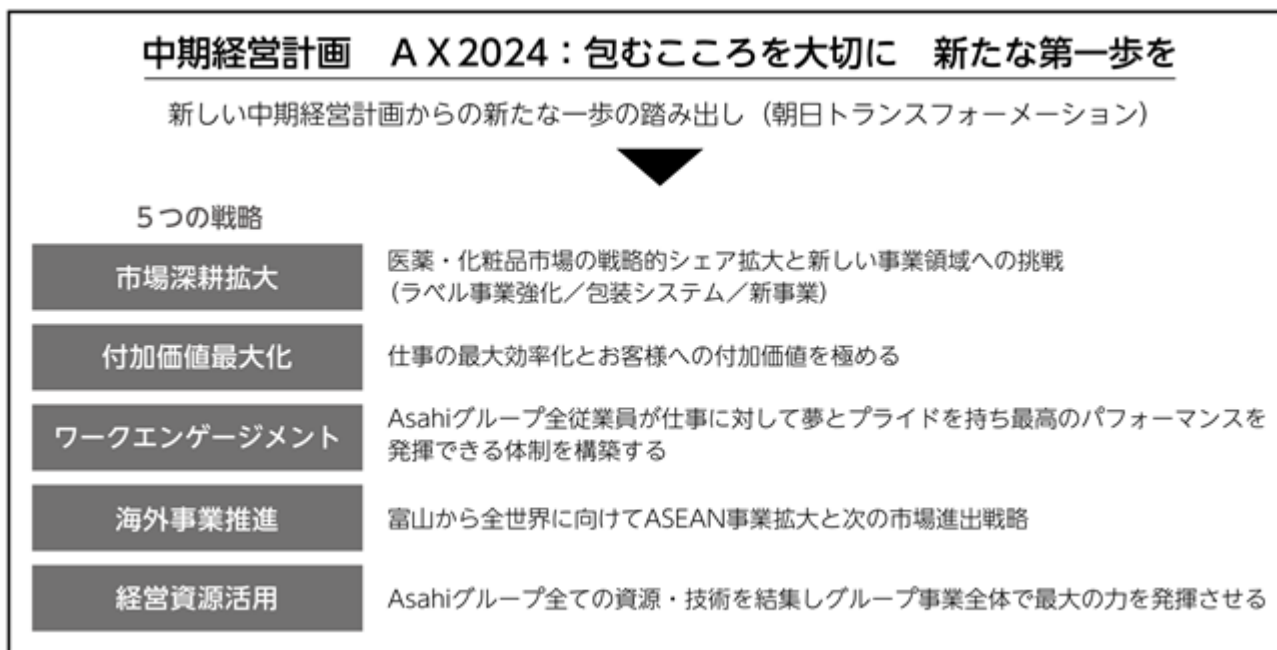 中期経営計画　ＡＸ2024：包むこころを大切に　新たな第一歩を
新しい中期経営計画からの新たな一歩の踏み出し（朝日トランスフォーメーション）
５つの戦略
市場深耕拡大
医薬・化粧品市場の戦略的シェア拡大と新しい事業領域への挑戦
（ラベル事業強化／包装システム／新事業）
付加価値最大化
仕事の最大効率化とお客様への付加価値を極める
ワークエンゲージメント
Asahiグループ全従業員が仕事に対して夢とプライドを持ち最高のパフォーマンスを
発揮できる体制を構築する
海外事業推進
富山から全世界に向けてASEAN事業拡大と次の市場進出戦略
経営資源活用
Asahiグループ全ての資源・技術を結集しグループ事業全体で最大の力を発揮させる